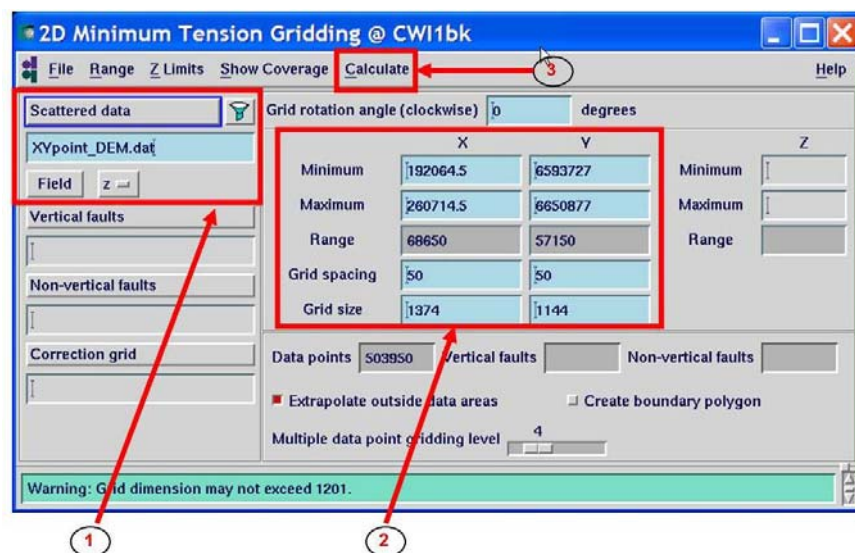 2D Minimum Tension Gridding @ CWI1bk
File Range Z Limits Show Coverage Calculate 3 Help
Scattered data
XYpoint_DEM.dat
Field z
Vertical faults
Non-vertical faults
Correction grid
Grid rotation angle (clockwise) 0 degrees
X Y Z
Minimum 192064.5 6593727 Minimum
Maximum 260714.5 6650877 Maximum
Range 68650 57150 Range
Grid spacing 50 50
Grid size 1374 1144
Data points 503950 Vertical faults Non-vertical faults
Extrapolate outside data areas Create boundary polygon
Multiple data point gridding level 4
Warning: Grid dimension may not exceed 1201.
1 2